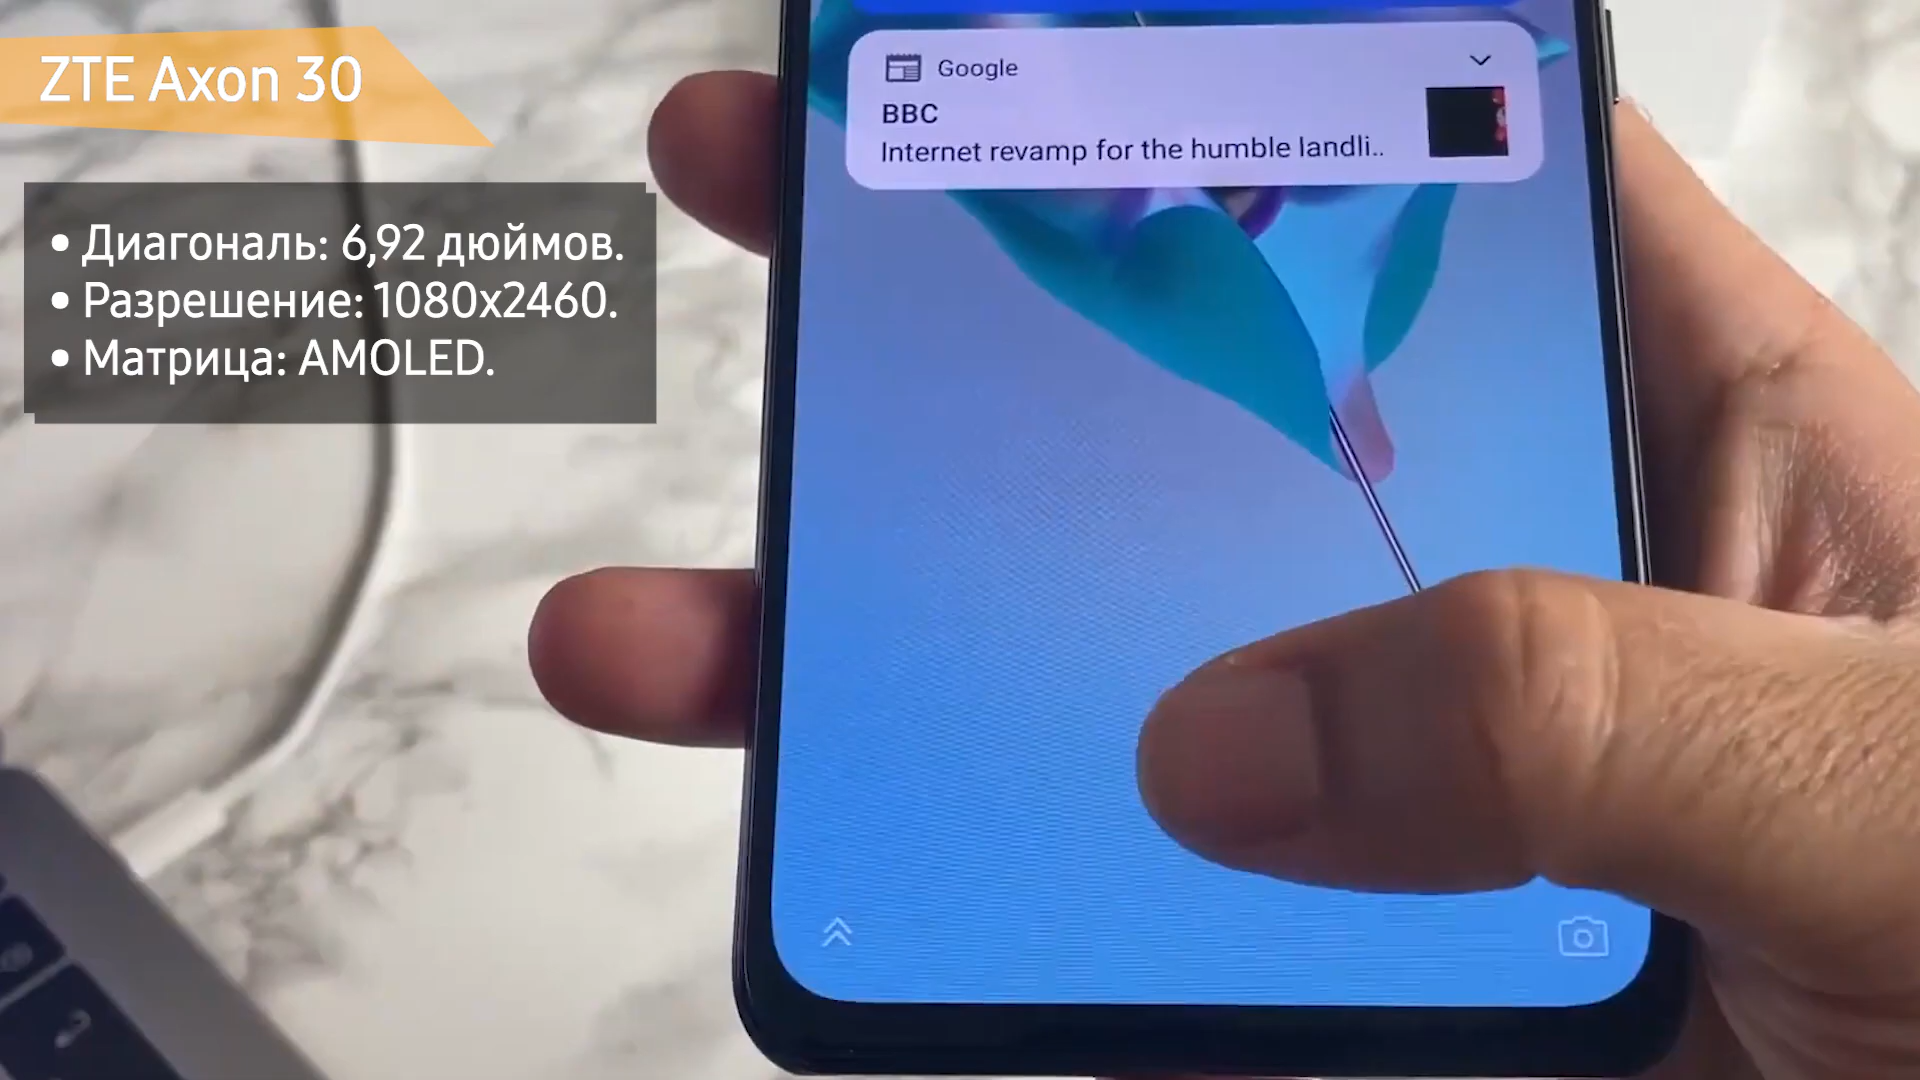 ZTE Axon 30
• Диагональ: 6,92 дюймов.
• Разрешение: 1080x2460.
• Матрица: AMOLED.
Google
BBC
Internet revamp for the humble landli..